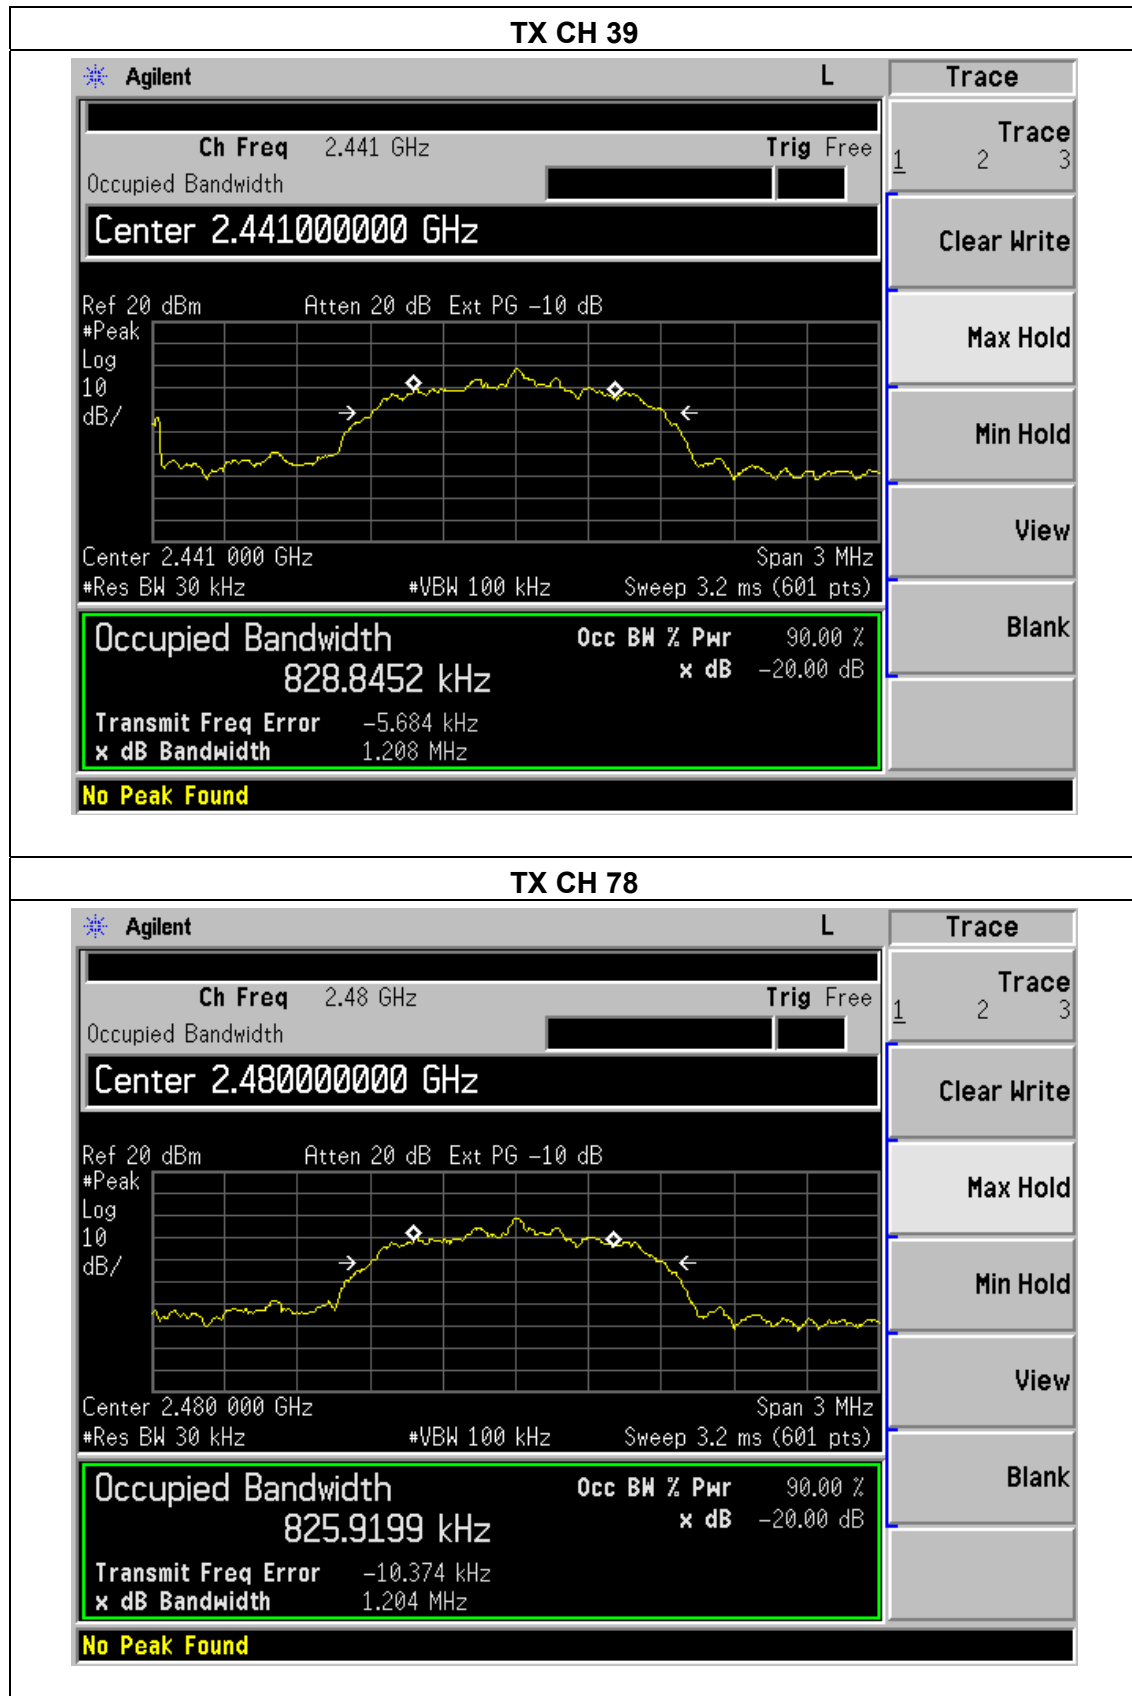 TX CH 39
Agilent L Trace
Ch Freq 2.441 GHz Trig Free
Occupied Bandwidth
Center 2.441000000 GHz
Ref 20 dBm Atten 20 dB Ext PG -10 dB
#Peak
Log
10
dB/
Center 2.441 000 GHz Span 3 MHz
#Res BW 30 kHz #VBW 100 kHz Sweep 3.2 ms (601 pts)
Occupied Bandwidth Occ BW % Pwr 90.00 %
828.8452 kHz x dB -20.00 dB
Transmit Freq Error -5.684 kHz
x dB Bandwidth 1.208 MHz
No Peak Found
Trace
1 2 3
Clear Write
Max Hold
Min Hold
View
Blank
TX CH 78
Agilent L Trace
Ch Freq 2.48 GHz Trig Free
Occupied Bandwidth
Center 2.480000000 GHz
Ref 20 dBm Atten 20 dB Ext PG -10 dB
#Peak
Log
10
dB/
Center 2.480 000 GHz Span 3 MHz
#Res BW 30 kHz #VBW 100 kHz Sweep 3.2 ms (601 pts)
Occupied Bandwidth Occ BW % Pwr 90.00 %
825.9199 kHz x dB -20.00 dB
Transmit Freq Error -10.374 kHz
x dB Bandwidth 1.204 MHz
No Peak Found
Trace
1 2 3
Clear Write
Max Hold
Min Hold
View
Blank